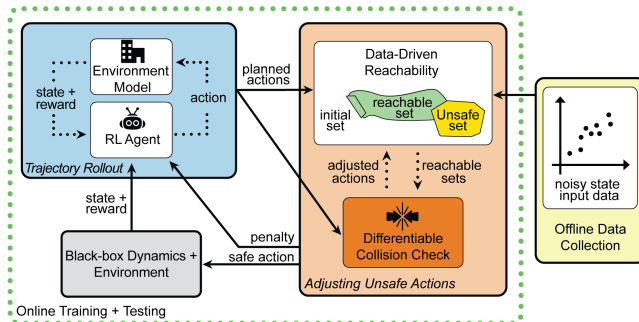 Environment
Model
state +
reward
action
RL Agent
Trajectory Rollout
planned
actions
Data-Driven
Reachability
initial
set
reachable
set
Unsafe
set
adjusted
actions
reachable
sets
Differentiable
Collision Check
Adjusting Unsafe Actions
noisy state
input data
Offline Data
Collection
state +
reward
penalty
safe action
Black-box Dynamics +
Environment
Online Training + Testing